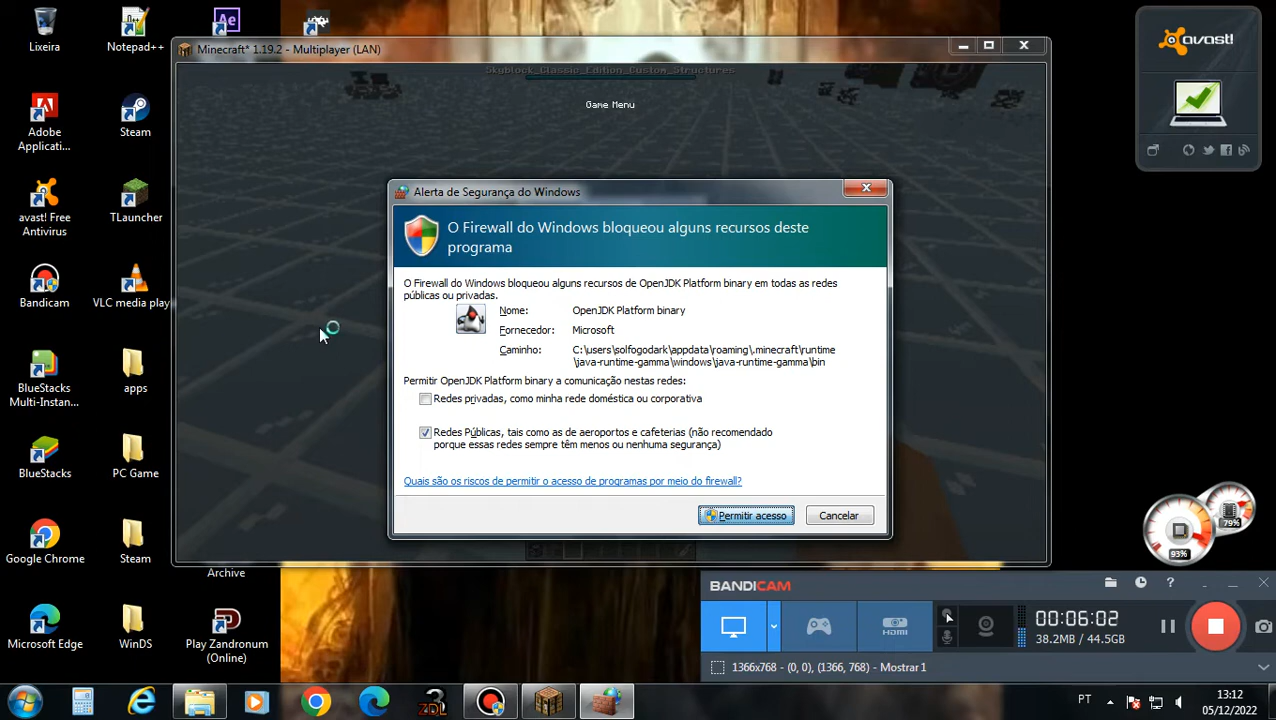 Lixeira
Notepad++
Minecraft* 1.19.2 - Multiplayer (LAN)
Skyblock_Classic_Edition_Custom_Structures
Game Menu
avast!
Adobe
Applicati...
Steam
avast! Free
Antivirus
TLauncher
Bandicam
VLC media play
BlueStacks
Multi-Instan...
apps
BlueStacks
PC Game
Google Chrome
Steam
Archive
Microsoft Edge
WinDS
Play Zandronum
(Online)
Alerta de Segurança do Windows
O Firewall do Windows bloqueou alguns recursos deste
programa
O Firewall do Windows bloqueou alguns recursos de OpenJDK Platform binary em todas as redes
públicas ou privadas.
Nome: OpenJDK Platform binary
Fornecedor: Microsoft
Caminho: C:\users\solfogodark\appdata\roaming\.minecraft\runtime
\java-runtime-gamma\windows\java-runtime-gamma\bin
Permitir OpenJDK Platform binary a comunicação nestas redes:
Redes privadas, como minha rede doméstica ou corporativa
Redes Públicas, tais como as de aeroportos e cafeterias (não recomendado
porque essas redes sempre têm menos ou nenhuma segurança)
Quais são os riscos de permitir o acesso de programas por meio do firewall?
Permitir acesso
Cancelar
79%
93%
BANDICAM
HDMI
00:06:02
38.2MB / 44.5GB
1366x768 - (0, 0), (1366, 768) - Mostrar 1
Ae
ZDL
PT
13:12
05/12/2022